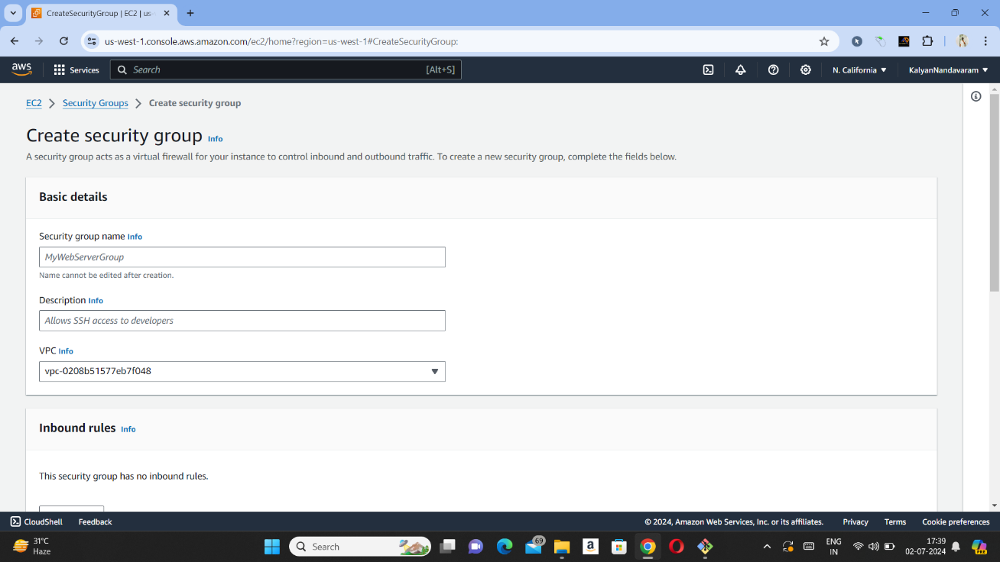 CreateSecurityGroup | EC2 | us-
us-west-1.console.aws.amazon.com/ec2/home?region=us-west-1#CreateSecurityGroup:
aws
Services
Search
[Alt+S]
N. California
KalyanNandavaram
EC2 > Security Groups > Create security group
Create security group Info
A security group acts as a virtual firewall for your instance to control inbound and outbound traffic. To create a new security group, complete the fields below.
Basic details
Security group name Info
MyWebServerGroup
Name cannot be edited after creation.
Description Info
Allows SSH access to developers
VPC Info
vpc-0208b51577eb7f048
Inbound rules Info
This security group has no inbound rules.
CloudShell
Feedback
© 2024, Amazon Web Services, Inc. or its affiliates.
Privacy
Terms
Cookie preferences
31°C
Haze
Search
69
a
ENG
IN
17:39
02-07-2024
PRE